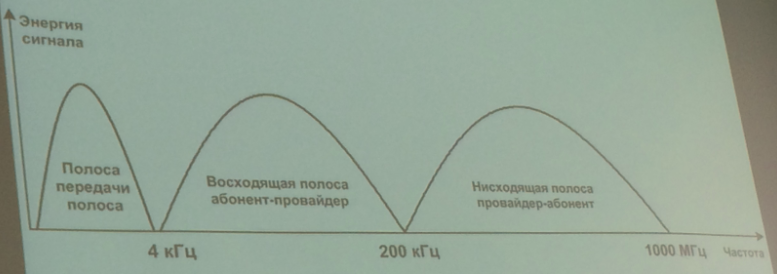 Энергия
сигнала
Полоса
передачи
полоса
Восходящая полоса
абонент-провайдер
Нисходящая полоса
провайдер-абонент
4 кГц
200 кГц
1000 МГц
Частота